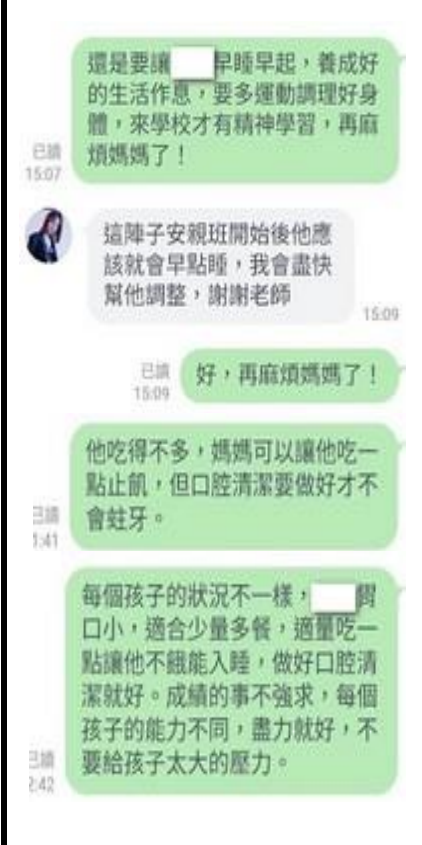 還是要讓 早睡早起，養成好
的生活作息，要多運動調理好身
體，來學校才有精神學習，再麻
煩媽媽了！
已讀
15:07
這陣子安親班開始後他應
該就會早點睡，我會盡快
幫他調整，謝謝老師
15:09
已讀
15:09
好，再麻煩媽媽了！
他吃得不多，媽媽可以讓他吃一
點止飢，但口腔清潔要做好才不
會蛀牙。
已讀
1:41
每個孩子的狀況不一樣， 胃
口小，適合少量多餐，適量吃一
點讓他不餓能入睡，做好口腔清
潔就好。成績的事不強求，每個
孩子的能力不同，盡力就好，不
要給孩子太大的壓力。
已讀
2:42